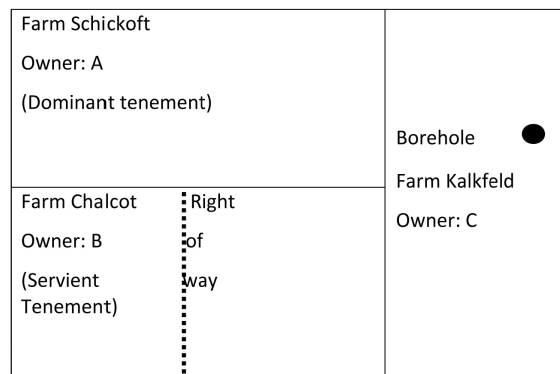 Farm Schickoft
Owner: A
(Dominant tenement)
Borehole
Farm Kalkfeld
Owner: C
Farm Chalcot
Owner: B
(Servient
Tenement)
Right
of
way